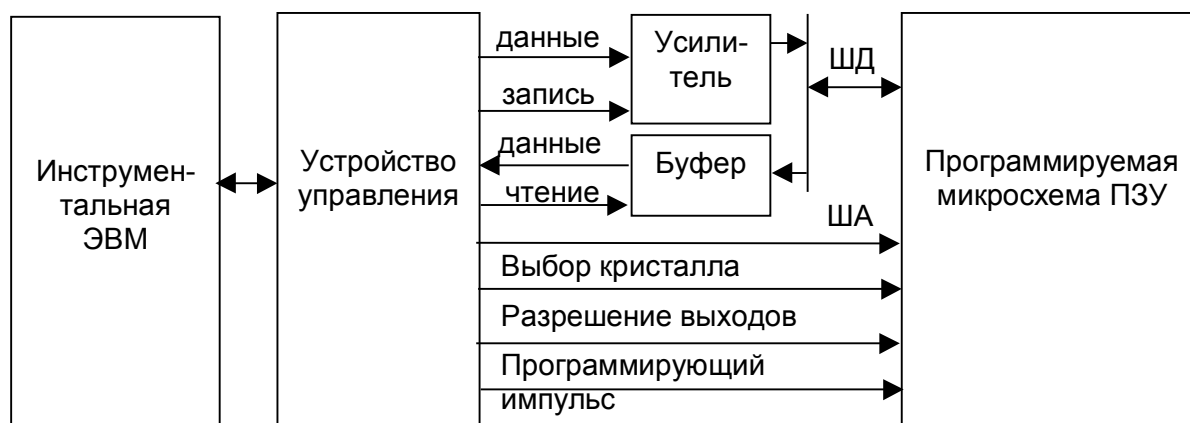 Инструмен-
тальная
ЭВМ
Устройство
управления
данные
запись
данные
чтение
Усили-
тель
Буфер
ШД
ША
Выбор кристалла
Разрешение выходов
Программирующий
импульс
Программируемая
микросхема ПЗУ